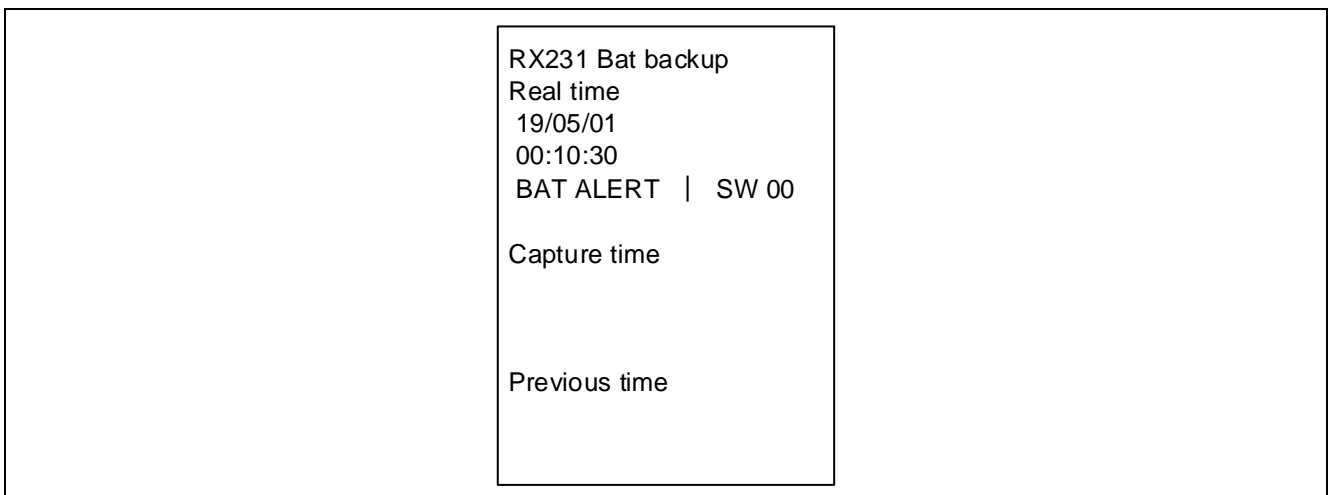 RX231 Bat backup
Real time
19/05/01
00:10:30
BAT ALERT | SW 00
Capture time
Previous time